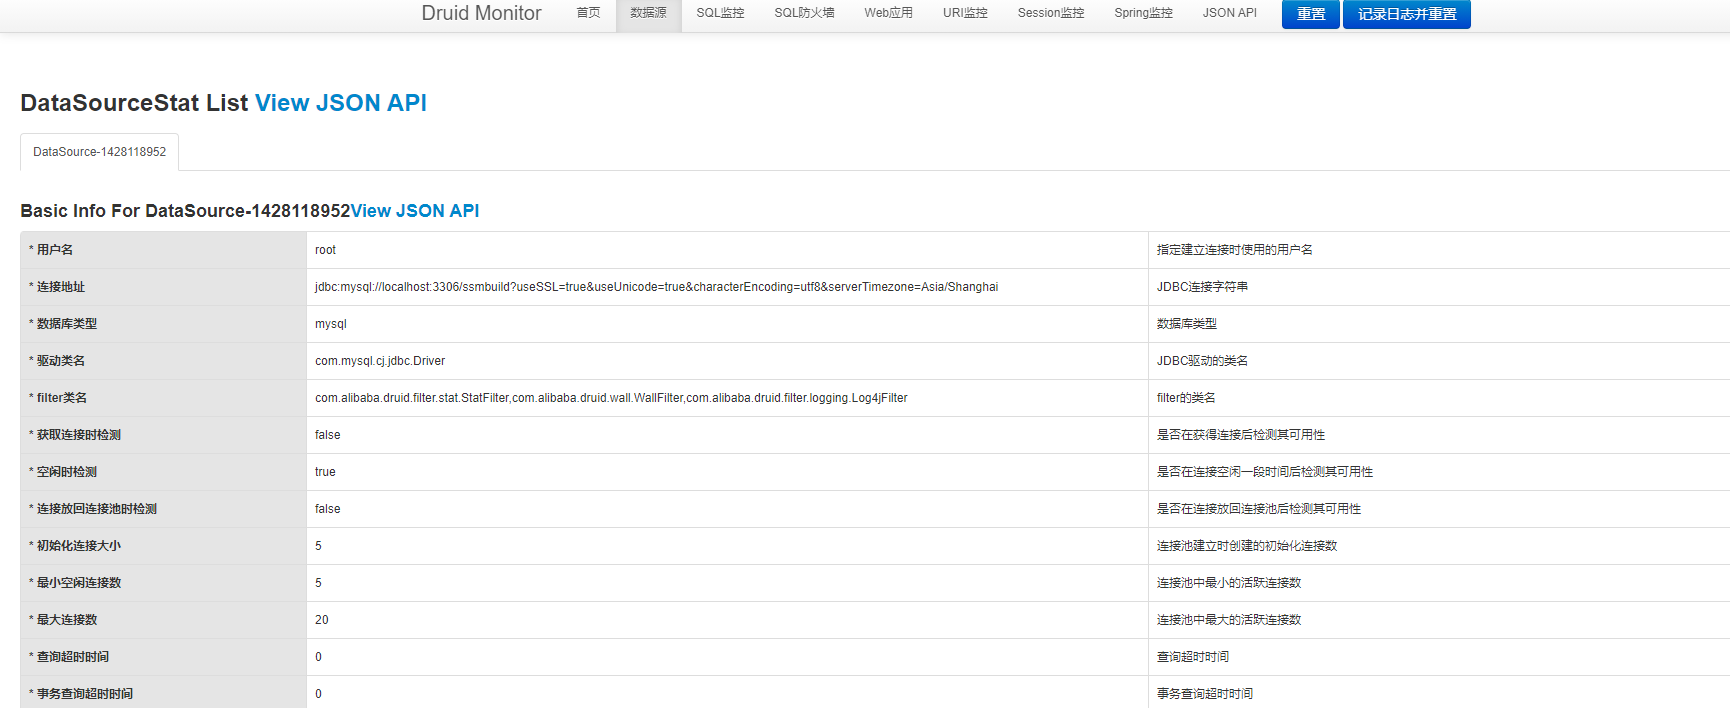 Druid Monitor 首页 数据源 SQL监控 SQL防火墙 Web应用 URI监控 Session监控 Spring监控 JSON API 重置 记录日志并重置
DataSourceStat List View JSON API
DataSource-1428118952
Basic Info For DataSource-1428118952View JSON API
* 用户名 root 指定建立连接时使用的用户名
* 连接地址 jdbc:mysql://localhost:3306/ssmbuild?useSSL=true&useUnicode=true&characterEncoding=utf8&serverTimezone=Asia/Shanghai JDBC连接字符串
* 数据库类型 mysql 数据库类型
* 驱动类名 com.mysql.cj.jdbc.Driver JDBC驱动的类名
* filter类名 com.alibaba.druid.filter.stat.StatFilter,com.alibaba.druid.wall.WallFilter,com.alibaba.druid.filter.logging.Log4jFilter filter的类名
* 获取连接时检测 false 是否在获得连接后检测其可用性
* 空闲时检测 true 是否在连接空闲一段时间后检测其可用性
* 连接放回连接池时检测 false 是否在连接放回连接池后检测其可用性
* 初始化连接大小 5 连接池建立时创建的初始化连接数
* 最小空闲连接数 5 连接池中最小的活跃连接数
* 最大连接数 20 连接池中最大的活跃连接数
* 查询超时时间 0 查询超时时间
* 事务查询超时时间 0 事务查询超时时间